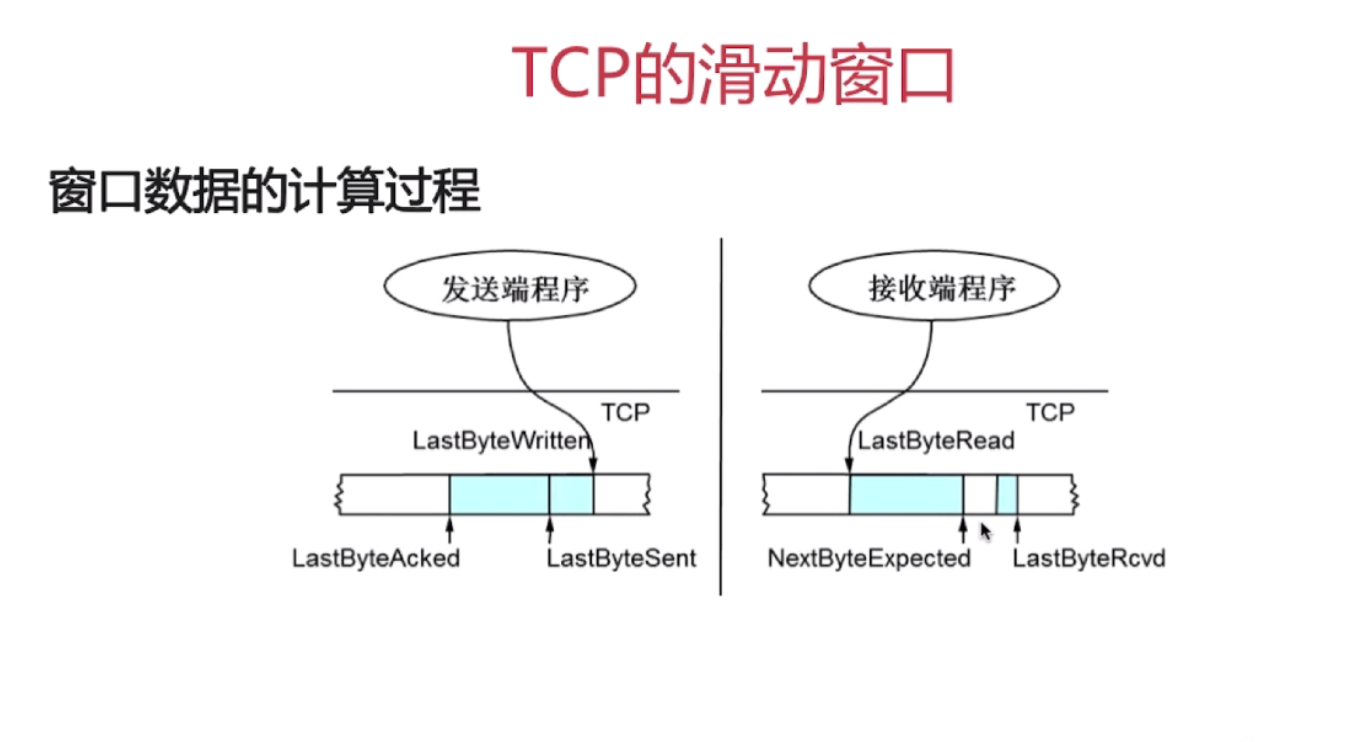 TCP的滑动窗口
窗口数据的计算过程
发送端程序
接收端程序
TCP
TCP
LastByteWritten
LastByteRead
LastByteAcked
LastByteSent
NextByteExpected
LastByteRcvd